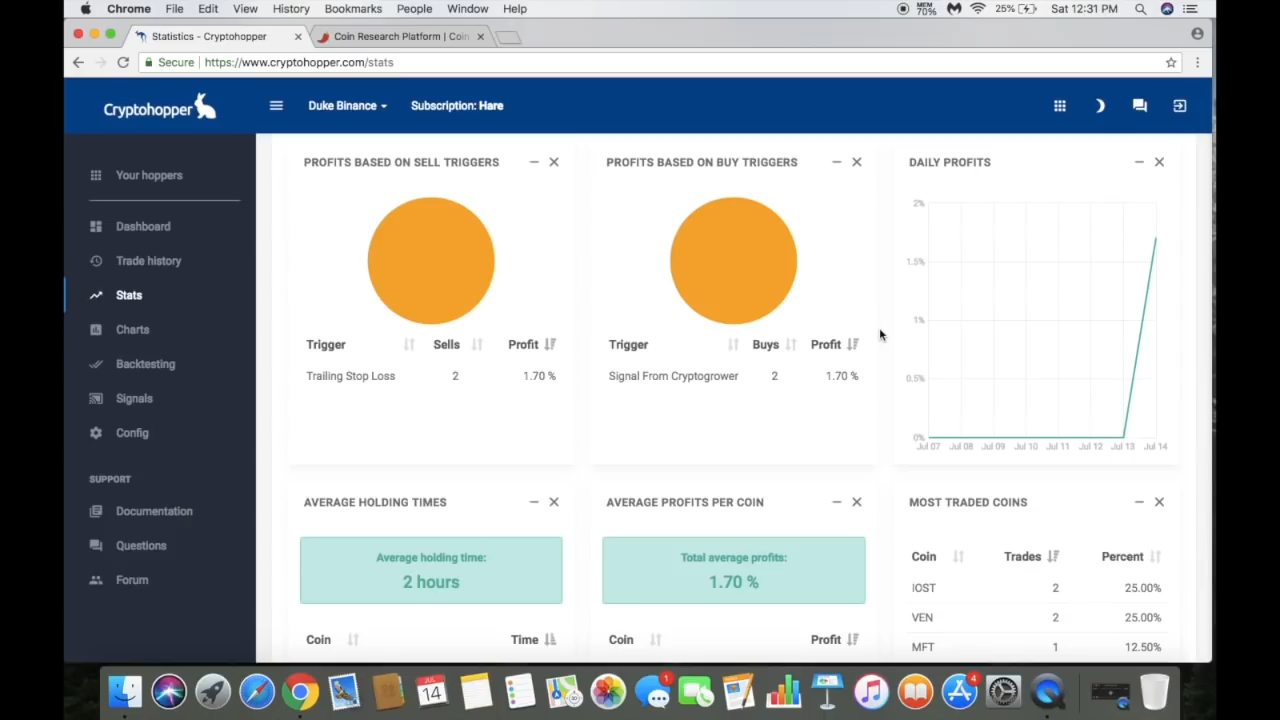 Chrome File Edit View History Bookmarks People Window Help MEM 70% 25% Sat 12:31 PM
Statistics - Cryptohopper Coin Research Platform | Coin
Secure https://www.cryptohopper.com/stats
Cryptohopper Duke Binance Subscription: Hare
Your hoppers
Dashboard
Trade history
Stats
Charts
Backtesting
Signals
Config
SUPPORT
Documentation
Questions
Forum
PROFITS BASED ON SELL TRIGGERS
Trigger Sells Profit
Trailing Stop Loss 2 1.70 %
PROFITS BASED ON BUY TRIGGERS
Trigger Buys Profit
Signal From Cryptogrower 2 1.70 %
DAILY PROFITS
2%
1.5%
1%
0.5%
0%
Jul 07 Jul 08 Jul 09 Jul 10 Jul 11 Jul 12 Jul 13 Jul 14
AVERAGE HOLDING TIMES
Average holding time:
2 hours
Coin Time
AVERAGE PROFITS PER COIN
Total average profits:
1.70 %
Coin Profit
MOST TRADED COINS
Coin Trades Percent
IOST 2 25.00%
VEN 2 25.00%
MFT 1 12.50%
JUL
14
1
4